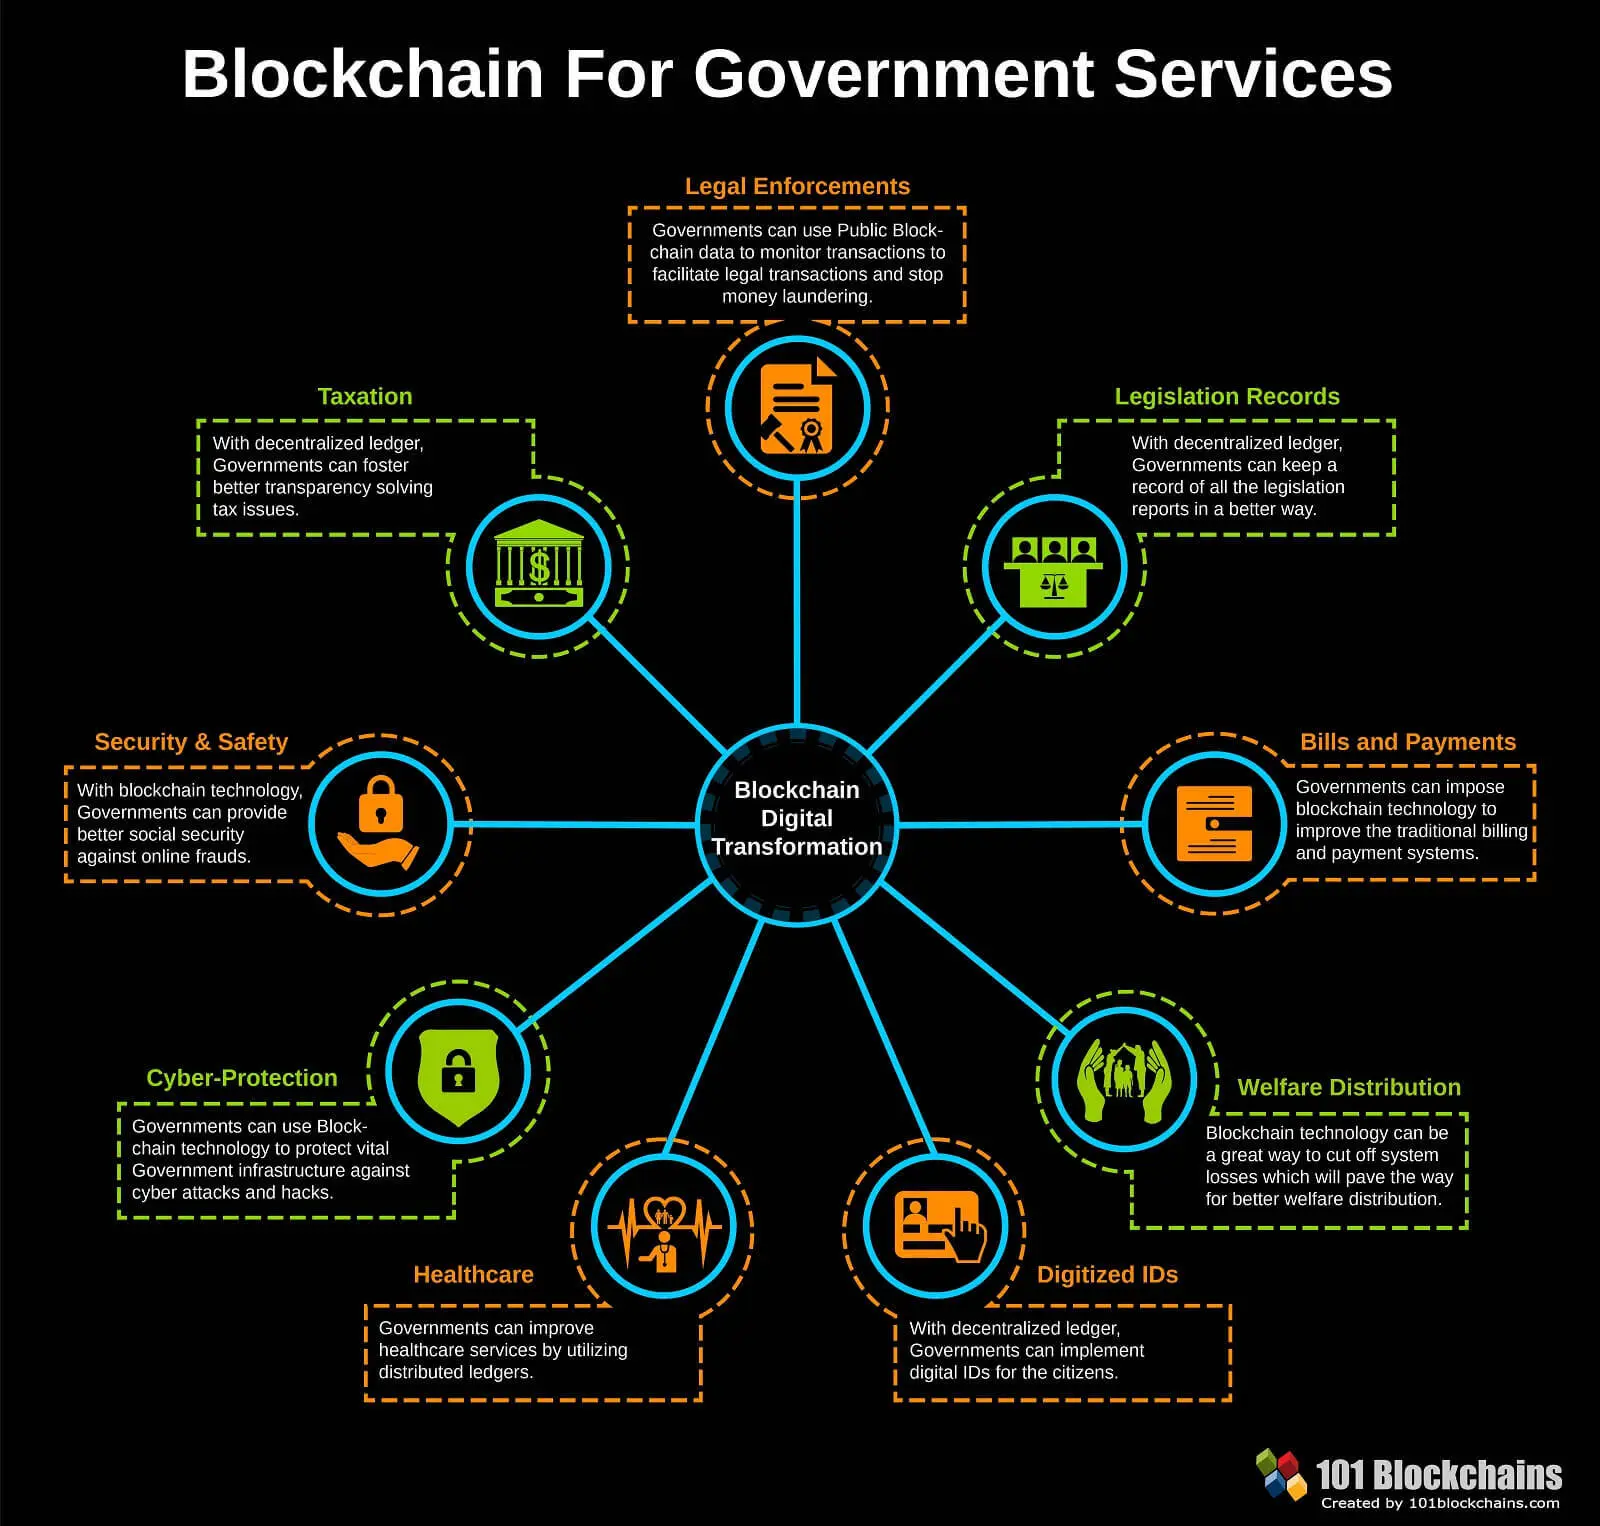 Blockchain For Government Services
Legal Enforcements
Governments can use Public Block-
chain data to monitor transactions to
facilitate legal transactions and stop
money laundering.
Taxation
With decentralized ledger,
Governments can foster
better transparency solving
tax issues.
Legislation Records
With decentralized ledger,
Governments can keep a
record of all the legislation
reports in a better way.
Security & Safety
With blockchain technology,
Governments can provide
better social security
against online frauds.
Blockchain
Digital
Transformation
Bills and Payments
Governments can impose
blockchain technology to
improve the traditional billing
and payment systems.
Cyber-Protection
Governments can use Block-
chain technology to protect vital
Government infrastructure against
cyber attacks and hacks.
Welfare Distribution
Blockchain technology can be
a great way to cut off system
losses which will pave the way
for better welfare distribution.
Healthcare
Governments can improve
healthcare services by utilizing
distributed ledgers.
Digitized IDs
With decentralized ledger,
Governments can implement
digital IDs for the citizens.
101 Blockchains
Created by 101blockchains.com